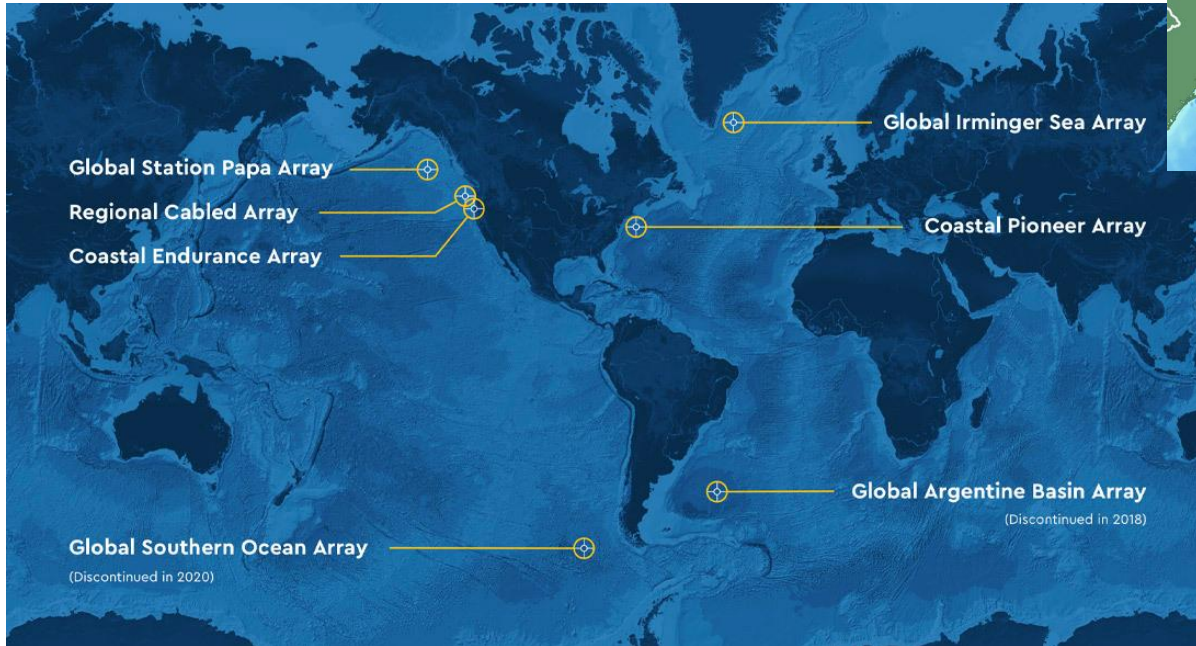 Global Irminger Sea Array
Global Station Papa Array
Regional Cabled Array
Coastal Pioneer Array
Coastal Endurance Array
Global Argentine Basin Array
(Discontinued in 2018)
Global Southern Ocean Array
(Discontinued in 2020)